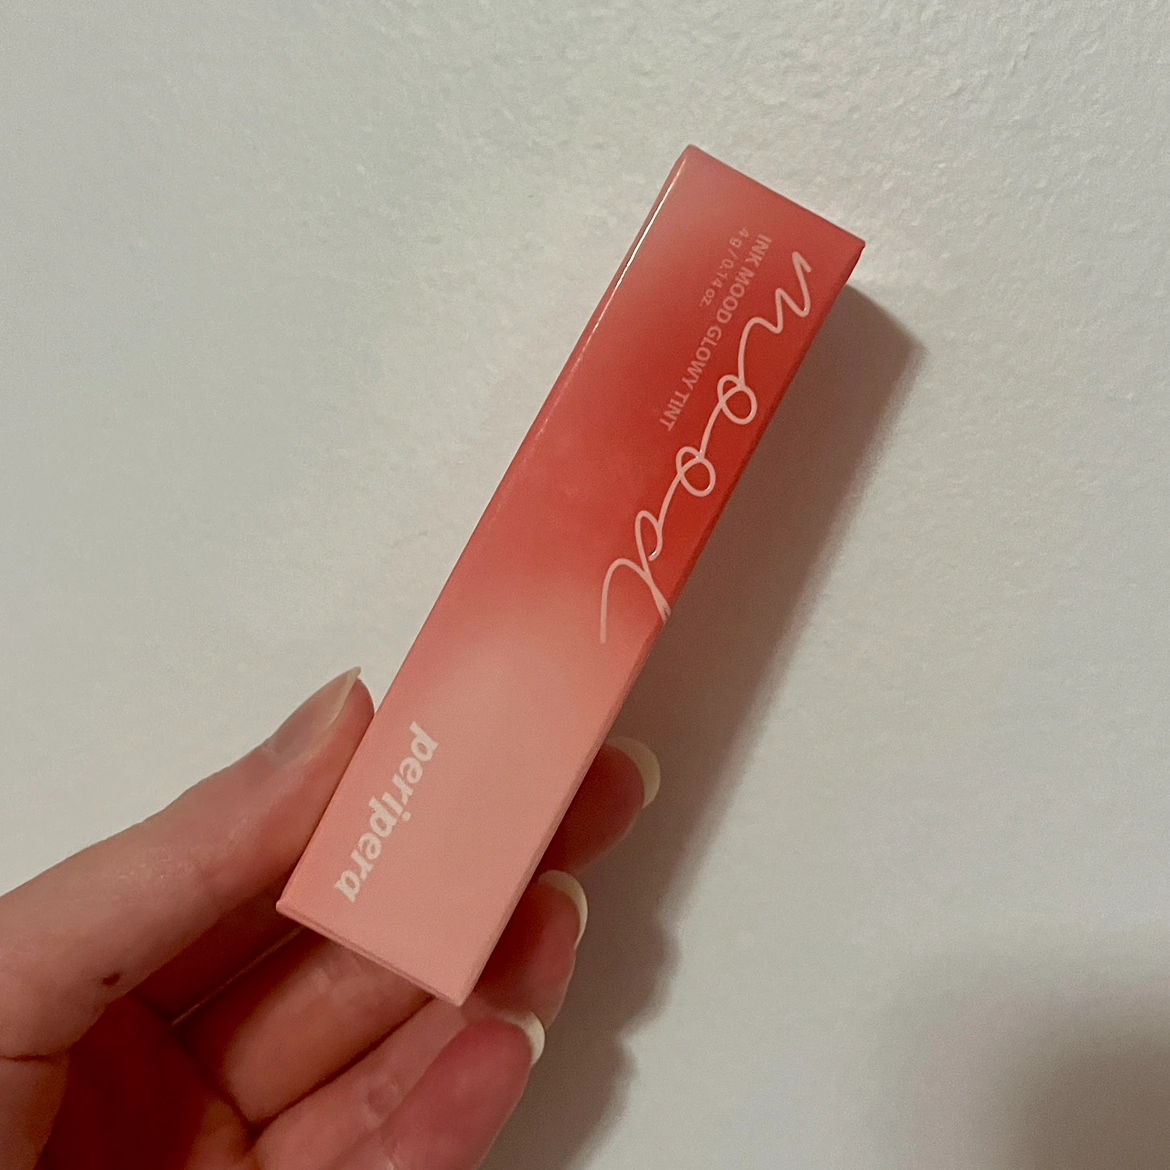 mood
INK MOOD GLOWY TINT
4 g / 0.14 oz.
peripera